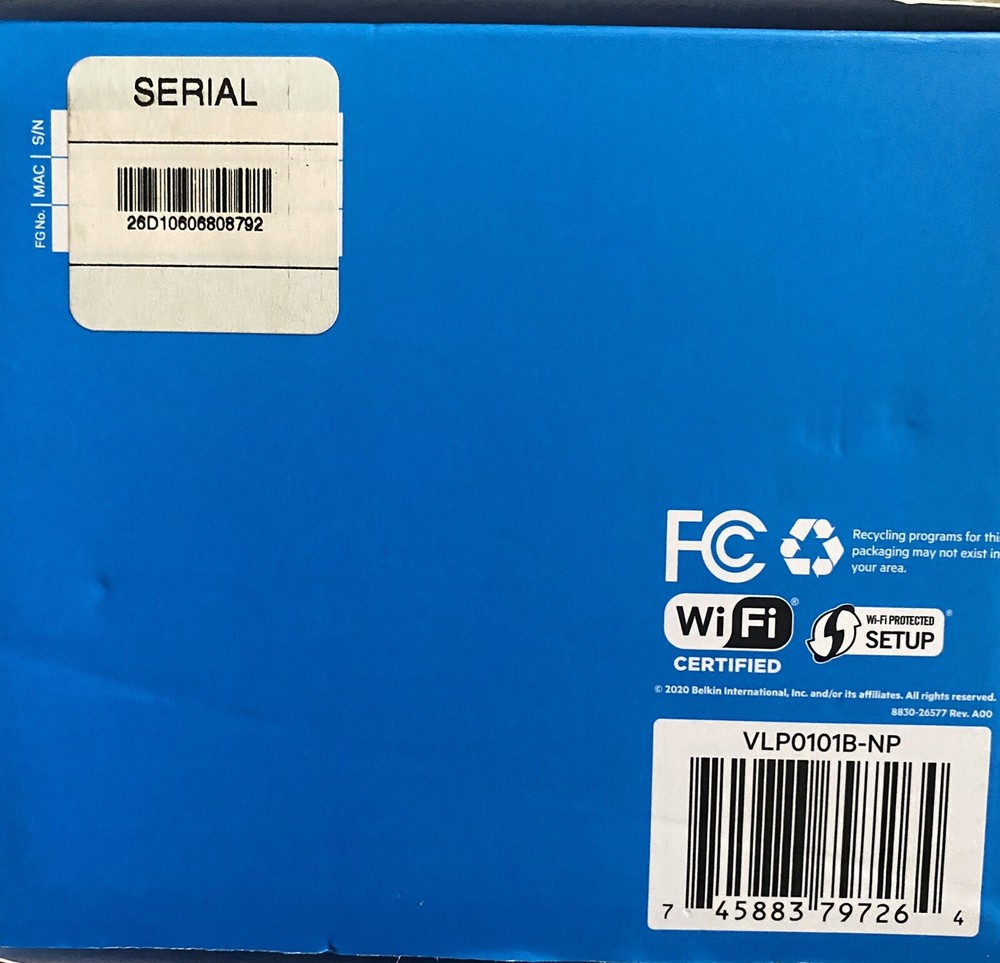 SERIAL
S/N
MAC
FG No.
26D10606808792
FC
Recycling programs for thi
packaging may not exist in
your area.
Wi Fi ®
CERTIFIED
Wi-Fi PROTECTED ®
SETUP
© 2020 Belkin International, Inc. and/or its affiliates. All rights reserved.
8830-26577 Rev. A00
VLP0101B-NP
7 45883 79726 4